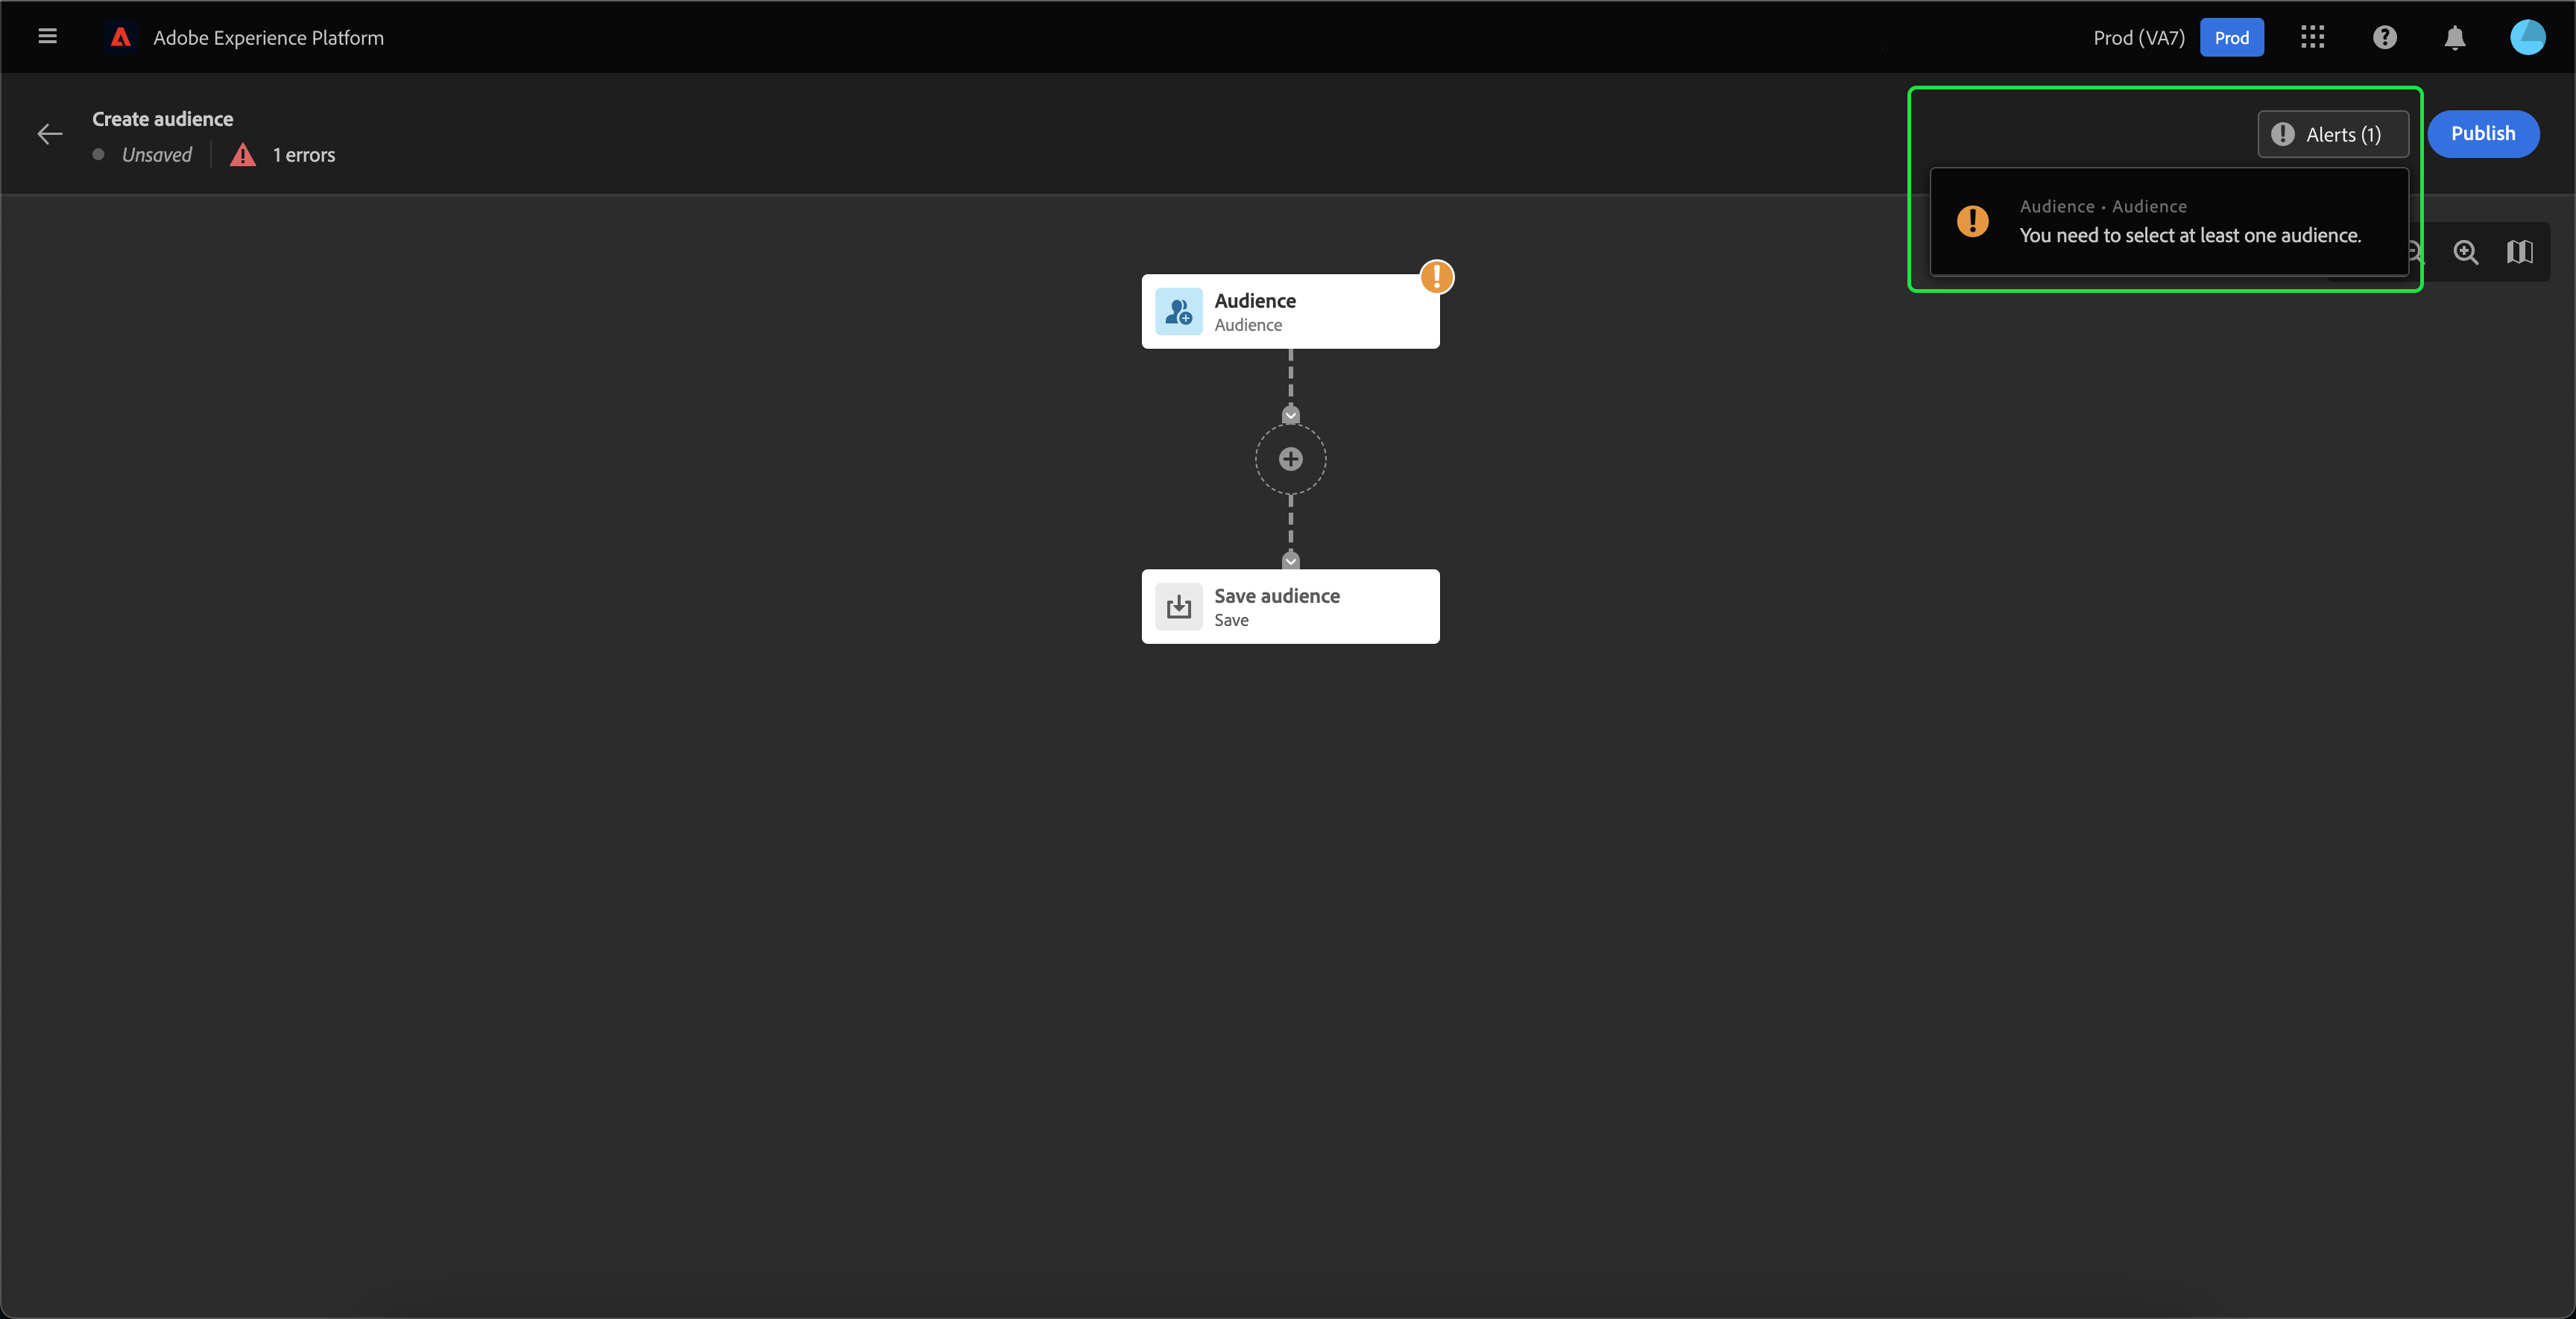 Adobe Experience Platform
Prod (VA7)
Prod
Create audience
Unsaved
1 errors
Alerts (1)
Publish
Audience • Audience
You need to select at least one audience.
Audience
Audience
Save audience
Save